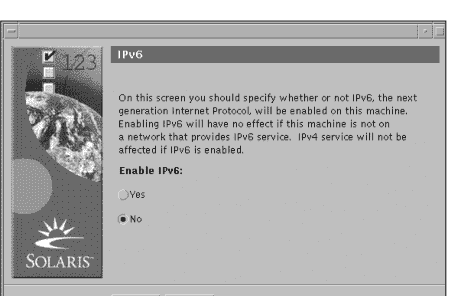 IPv6
123
On this screen you should specify whether or not IPv6, the next
generation Internet Protocol, will be enabled on this machine.
Enabling IPv6 will have no effect if this machine is not on
a network that provides IPv6 service. IPv4 service will not be
affected if IPv6 is enabled.
Enable IPv6:
Yes
No
SOLARIS™